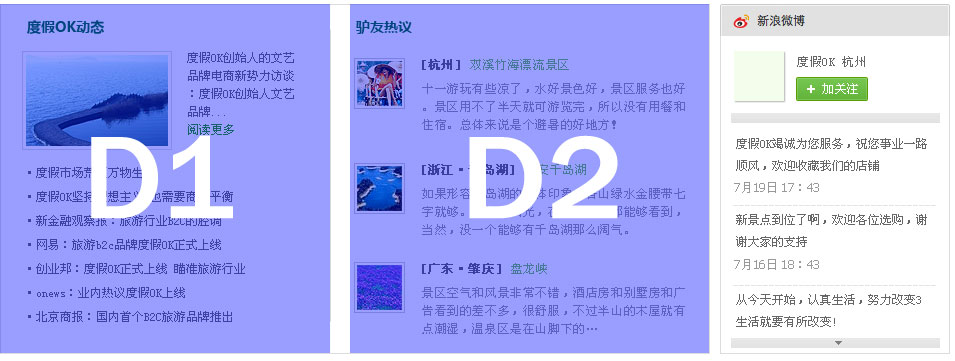 度假OK动态
度假OK创始人的文艺
品牌电商新势力访谈
：度假OK创始人文艺
品牌...
阅读更多
D1
• 度假市场荒 万物生
• 度假OK坚持 想主义 也需要商 平衡
• 新金融观察报：旅游行业B2C的腔调
• 网易：旅游b2c品牌度假OK正式上线
• 创业邦：度假OK正式上线 瞄准旅游行业
• onews：业内热议度假OK上线
• 北京商报：国内首个B2C旅游品牌推出
驴友热议
[杭州] 双溪竹海漂流景区
十一游玩有些凉了，水好景色好，景区服务也好
。景区用不了半天就可游览完，所以没有用餐和
住宿。总体来说是个避暑的好地方！
D2
[浙江·千岛湖] 安千岛湖
如果形容 岛湖的 体印象 青山绿水金腰带七
字就够。 光，在 都能够看到，
当然，没一个能够有千岛湖那么阔气。
[广东·肇庆] 盘龙峡
景区空气和风景非常不错，酒店房和别墅房和广
告看到的差不多，很舒服，不过半山的木屋就有
点潮湿，温泉区是在山脚下的…
新浪微博
度假OK 杭州
+ 加关注
度假OK竭诚为您服务，祝您事业一路
顺风，欢迎收藏我们的店铺
7月19日 17：43
新景点到位了啊，欢迎各位选购，谢
谢大家的支持
7月16日 18：43
从今天开始，认真生活，努力改变3
生活就要有所改变!